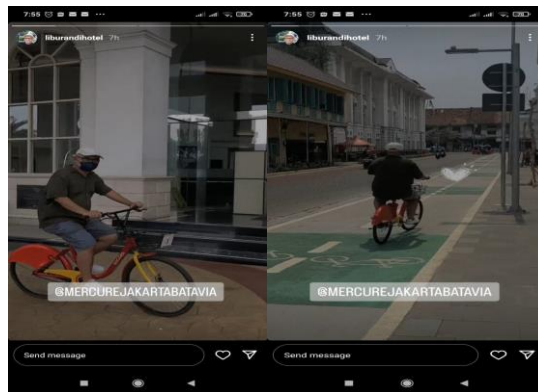 7:55
liburandihotel 7h
@MERCUREJAKARTABATAVIA
Send message
7:55
liburandihotel 7h
@MERCUREJAKARTABATAVIA
Send message